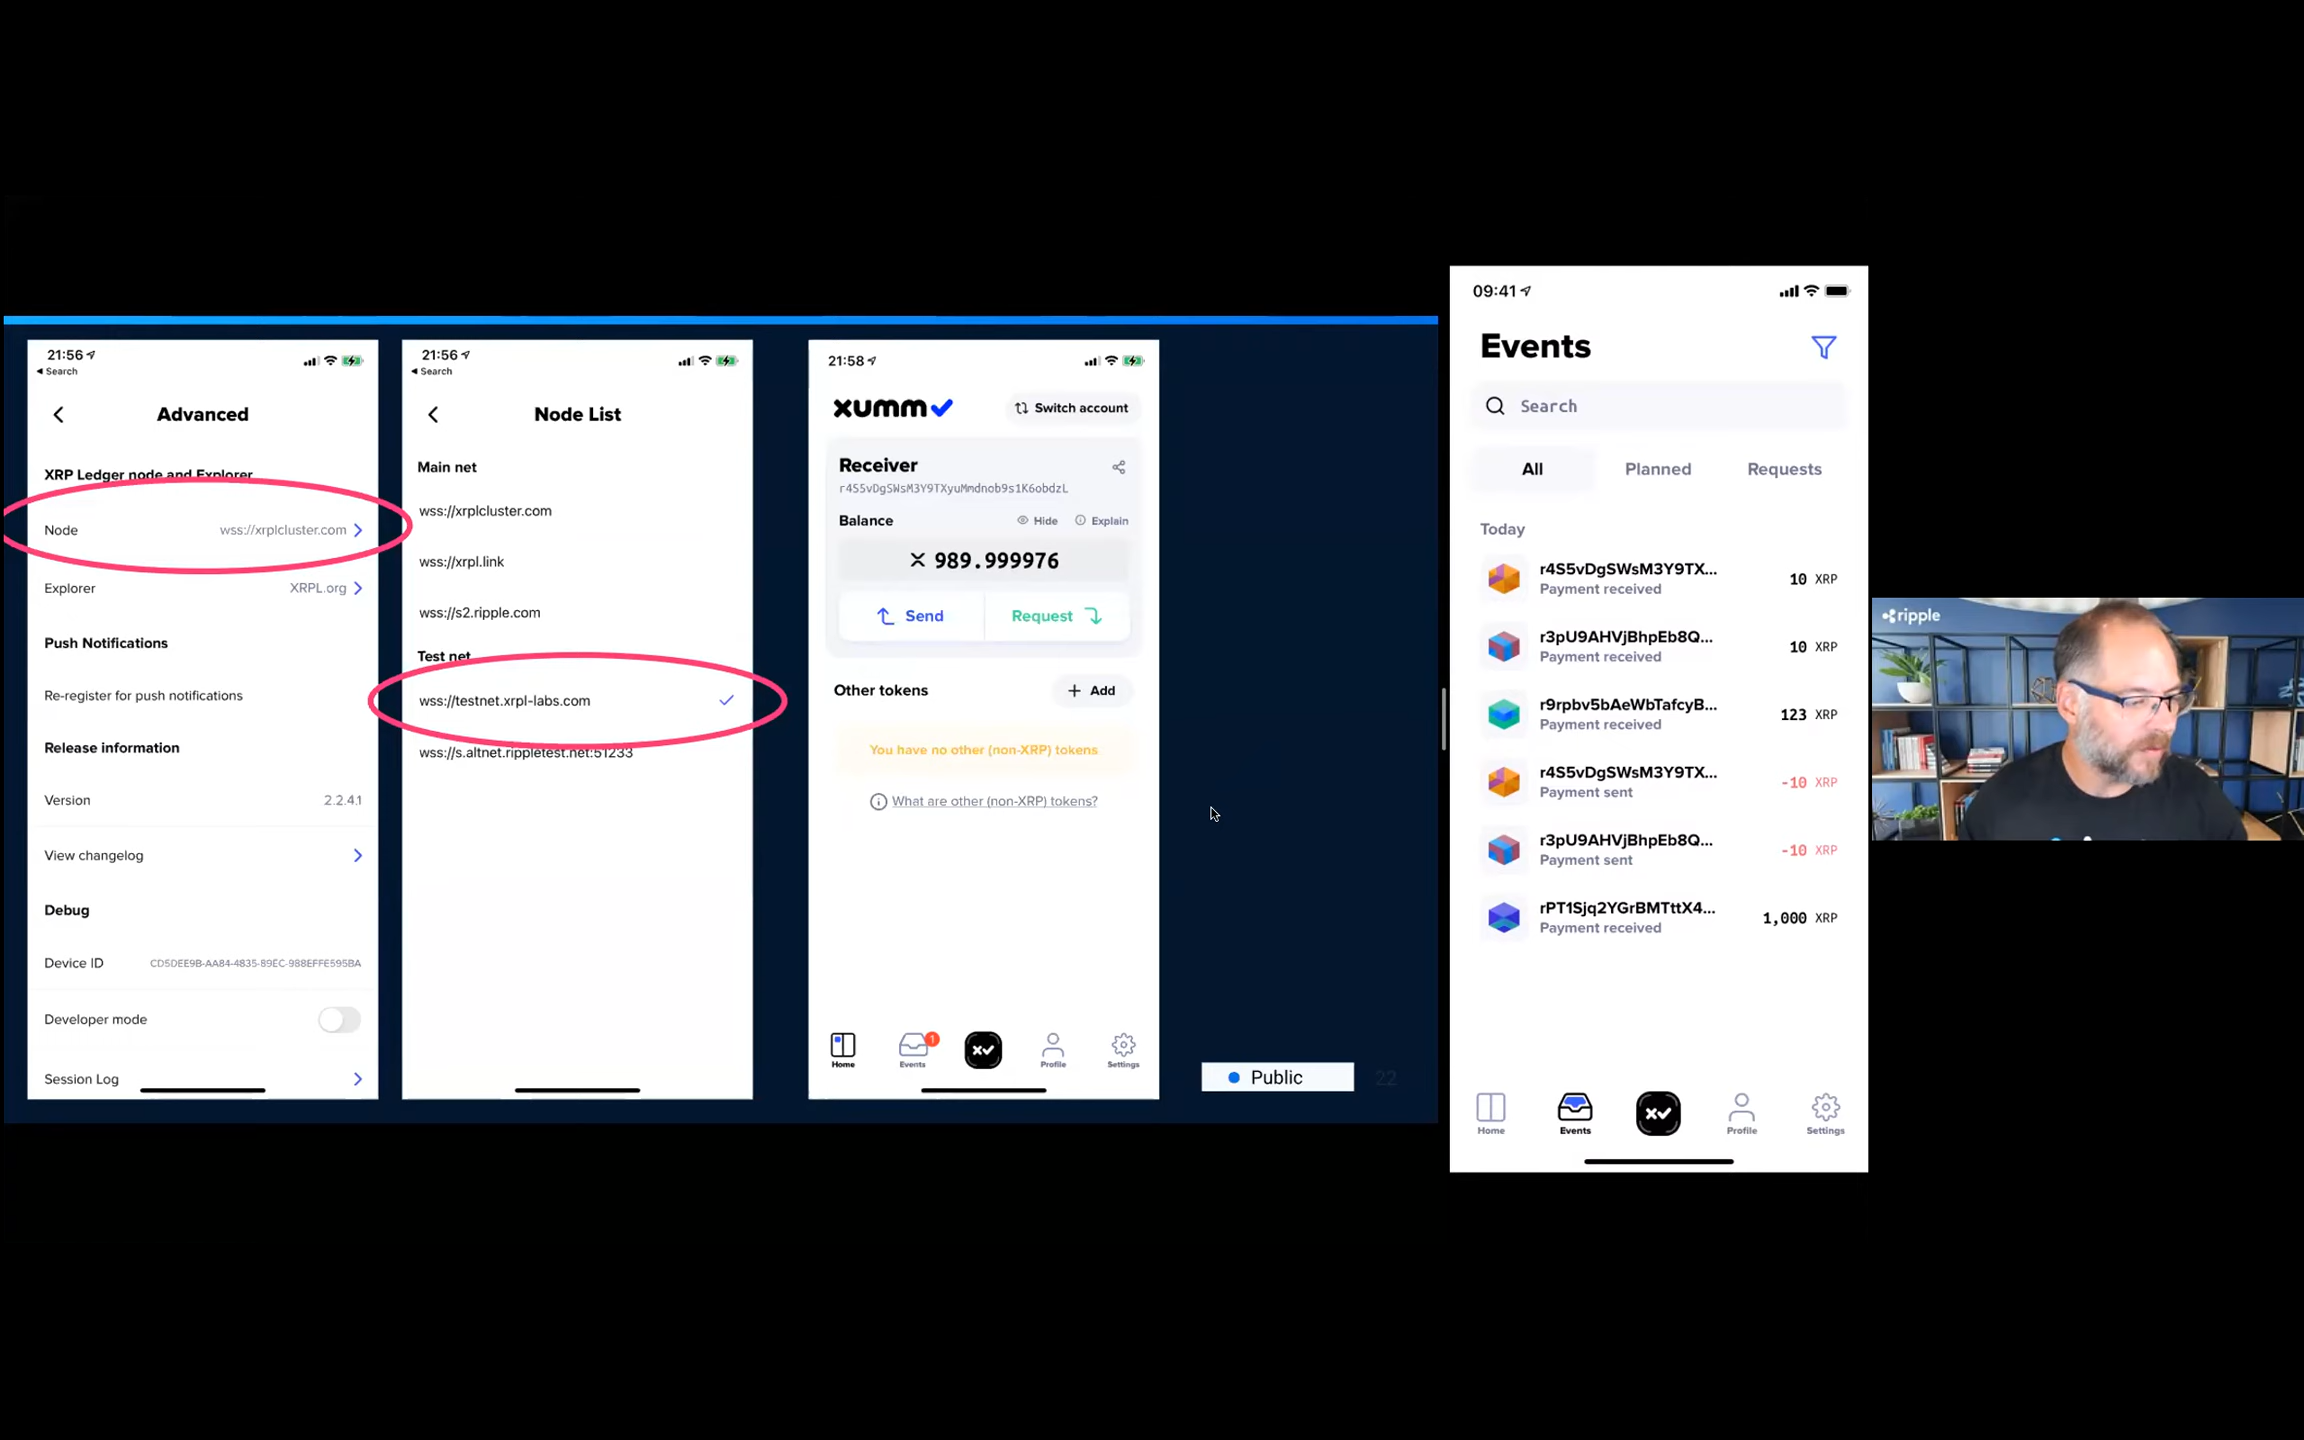 21:56
Search
Advanced
XRP Ledger node and Explorer
Node wss://xrplcluster.com
Explorer XRPL.org
Push Notifications
Re-register for push notifications
Release information
Version 2.2.4.1
View changelog
Debug
Device ID CD5DEE9B-AA84-4835-89EC-988EFFE595BA
Developer mode
Session Log
21:56
Search
Node List
Main net
wss://xrplcluster.com
wss://xrpl.link
wss://s2.ripple.com
Test net
wss://testnet.xrpl-labs.com
wss://s.altnet.rippletest.net:51233
21:58
xumm
Switch account
Receiver
r4S5vDgSWsM3Y9TXyuMmdnob9s1K6obdzL
Balance Hide Explain
989.999976
Send Request
Other tokens Add
You have no other (non-XRP) tokens
What are other (non-XRP) tokens?
1
Home Events Profile Settings
Public 22
09:41
Events
Search
All Planned Requests
Today
r4S5vDgSWsM3Y9TX... 10 XRP
Payment received
r3pU9AHVjBhpEb8Q... 10 XRP
Payment received
r9rpbv5bAeWbTafcyB... 123 XRP
Payment received
r4S5vDgSWsM3Y9TX... -10 XRP
Payment sent
r3pU9AHVjBhpEb8Q... -10 XRP
Payment sent
rPT1Sjq2YGrBMTttX4... 1,000 XRP
Payment received
Home Events Profile Settings
ripple